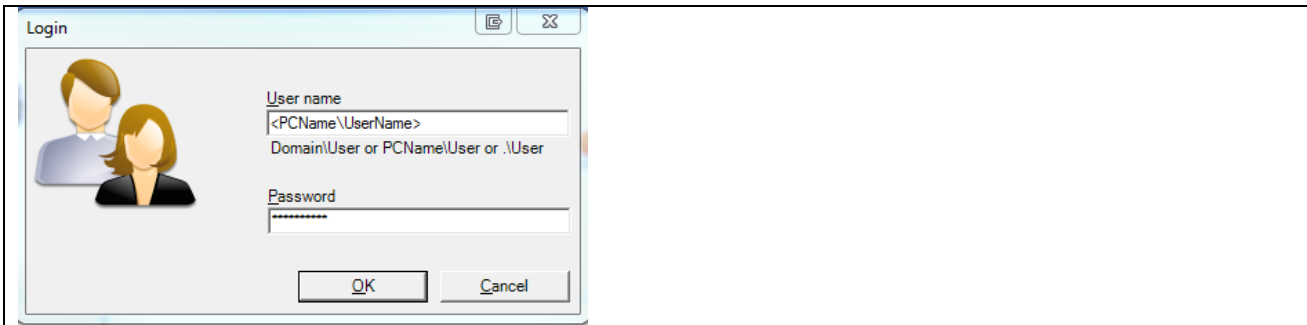 Login
User name
<PCName\UserName>
Domain\User or PCName\User or .\User
Password
**********
OK
Cancel